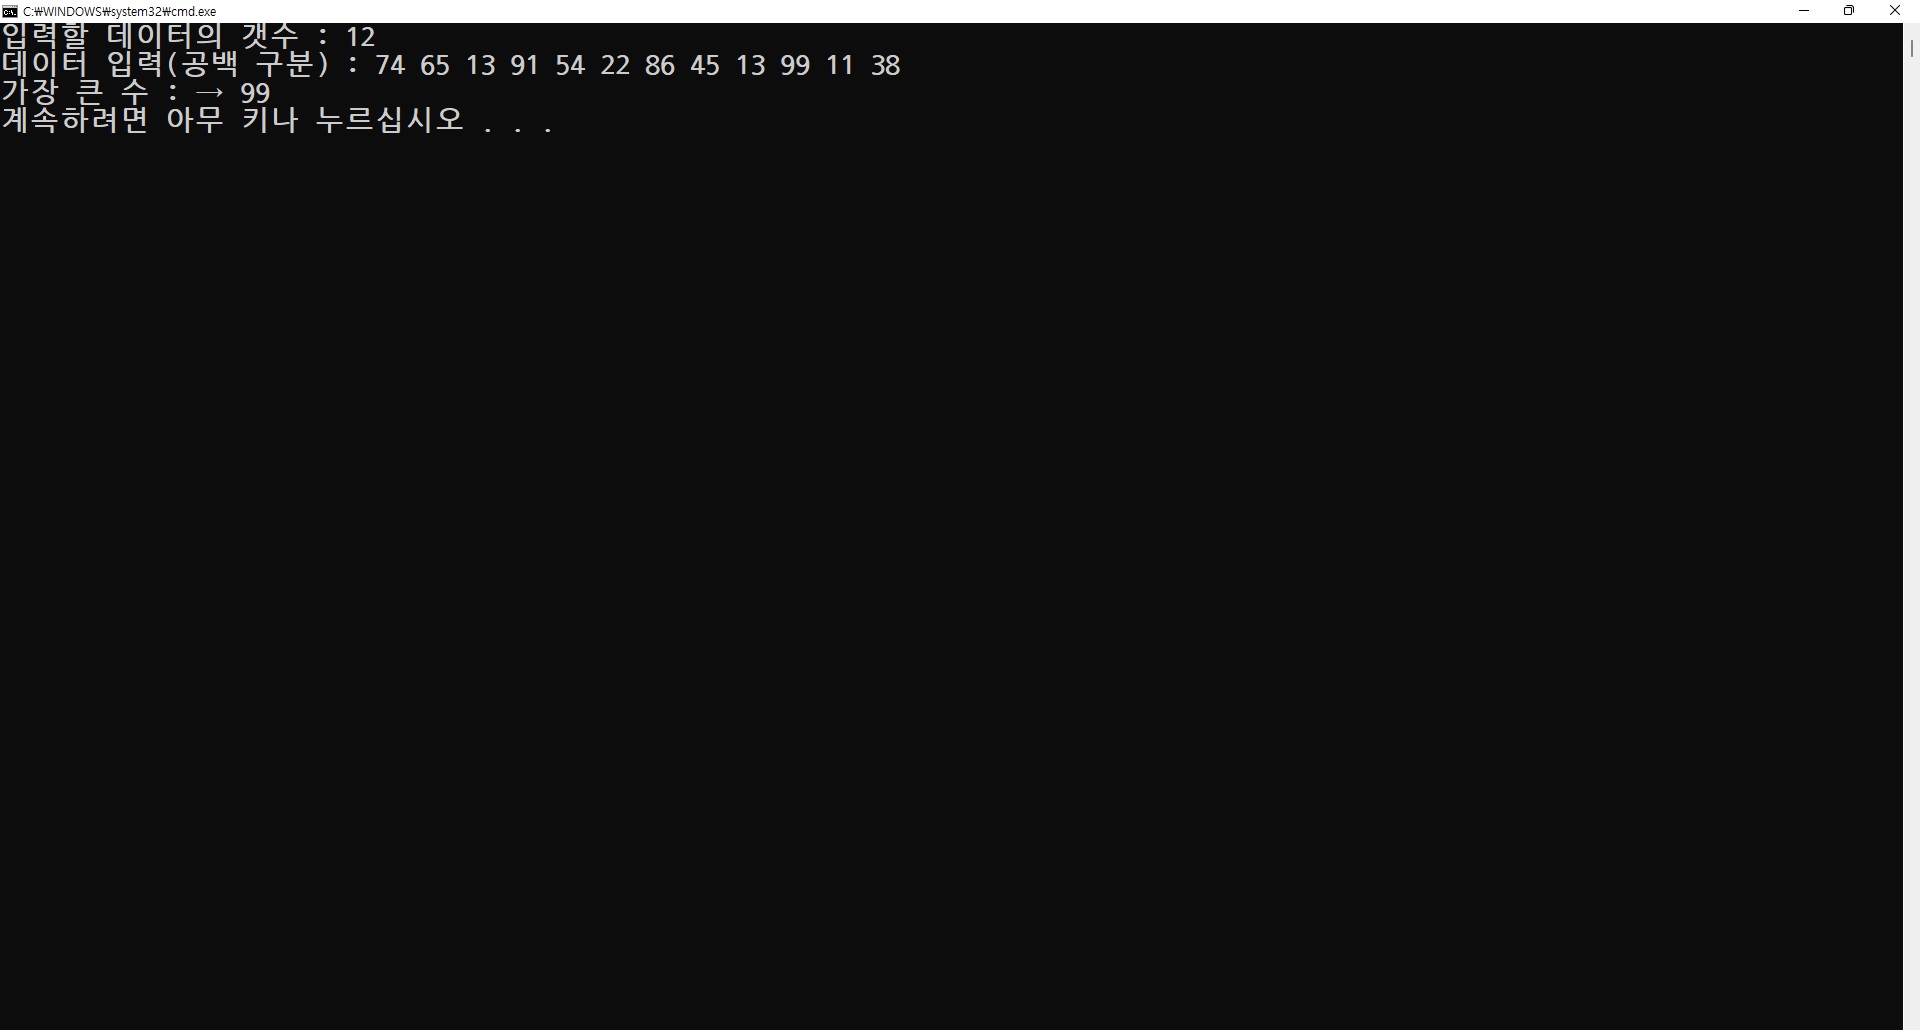 C:₩WINDOWS₩system32₩cmd.exe
입력할 데이터의 갯수 : 12
데이터 입력(공백 구분) : 74 65 13 91 54 22 86 45 13 99 11 38
가장 큰 수 : → 99
계속하려면 아무 키나 누르십시오 . . .